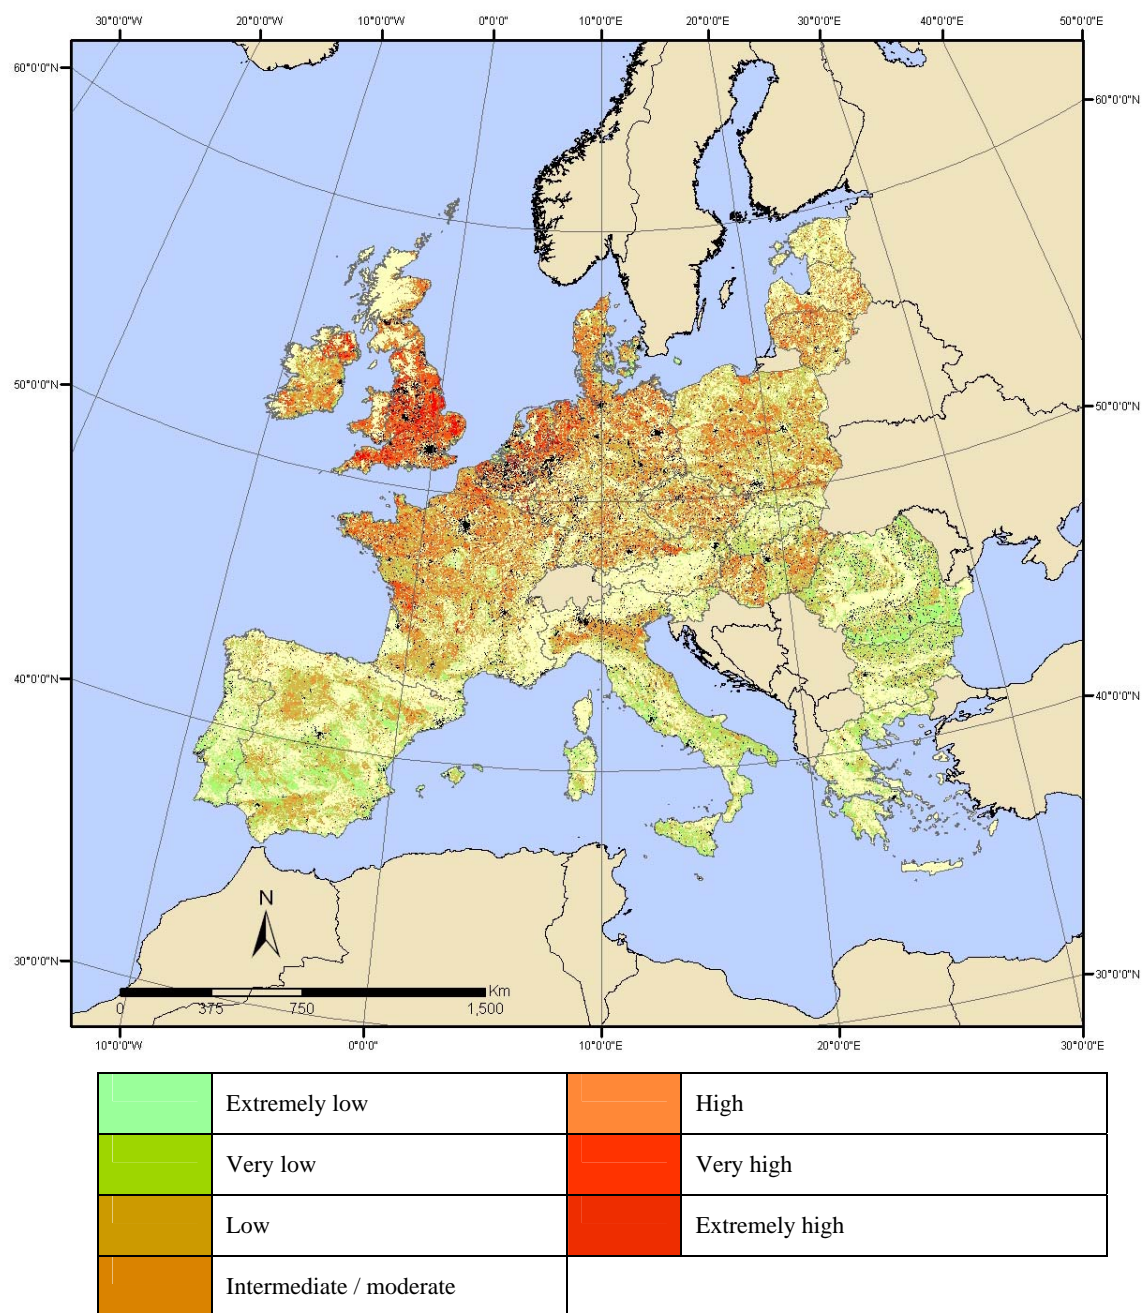 30°0'0"W 20°0'0"W 10°0'0"W 0°0'0" 10°0'0"E 20°0'0"E 30°0'0"E 40°0'0"E 50°0'0"E
60°0'0"N 60°0'0"N
50°0'0"N 50°0'0"N
40°0'0"N 40°0'0"N
N
30°0'0"N 30°0'0"N
Km
0 375 750 1,500
10°0'0"W 0°0'0" 10°0'0"E 20°0'0"E 30°0'0"E
Extremely low High
Very low Very high
Low Extremely high
Intermediate / moderate